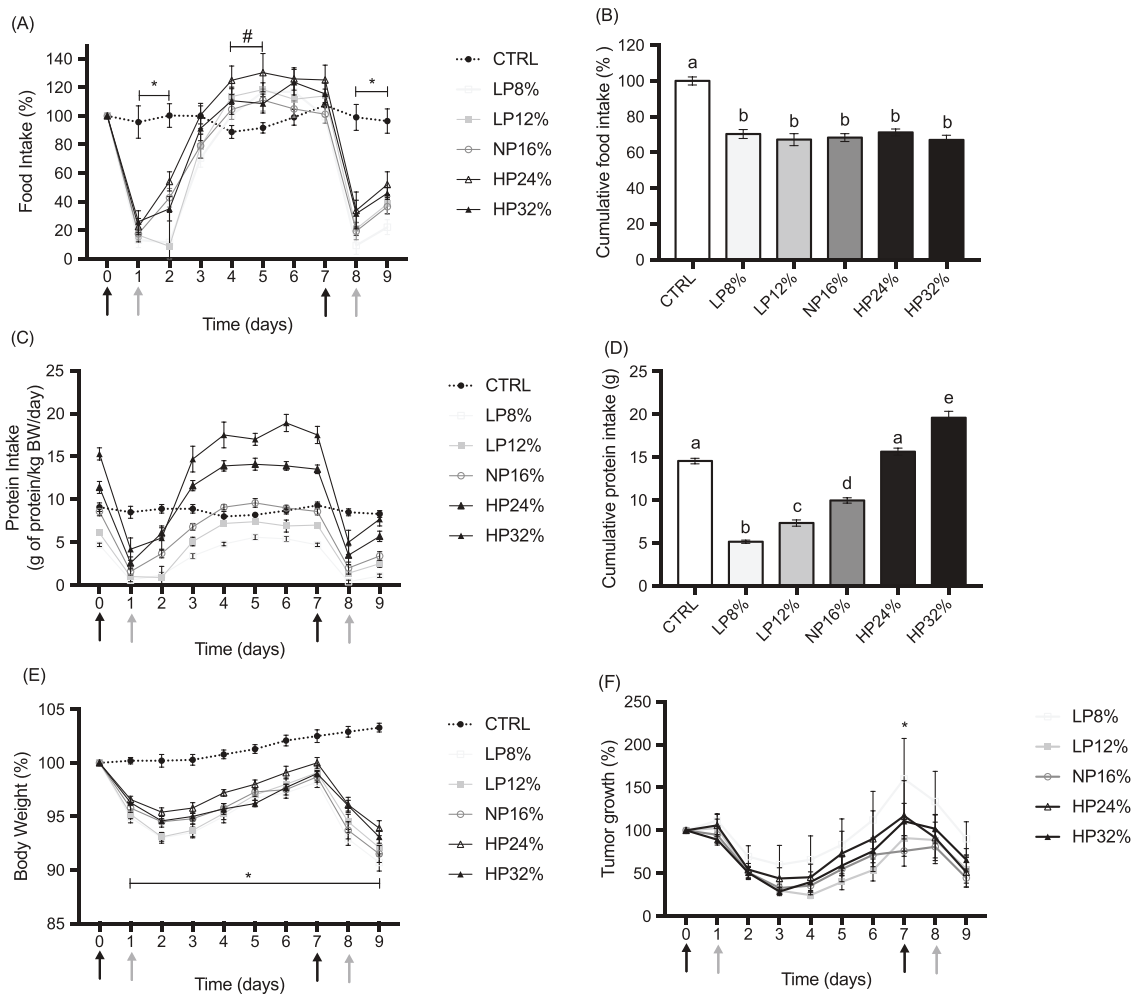 (A)
Food Intake (%)
140
120
100
80
60
40
20
0
*
#
*
0 1 2 3 4 5 6 7 8 9
Time (days)
CTRL
LP8%
LP12%
NP16%
HP24%
HP32%
(B)
Cumulative food intake (% )
120
100
80
60
40
20
0
a b b b b b
CTRL LP8% LP12% NP16% HP24% HP32%
(C)
Protein Intake
(g of protein/kg BW/day)
25
20
15
10
5
0
0 1 2 3 4 5 6 7 8 9
Time (days)
CTRL
LP8%
LP12%
NP16%
HP24%
HP32%
(D)
Cumulative protein intake (g)
25
20
15
10
5
0
a b c d a e
CTRL LP8% LP12% NP16% HP24% HP32%
(E)
Body Weight (%)
105
100
95
90
85
*
0 1 2 3 4 5 6 7 8 9
Time (days)
CTRL
LP8%
LP12%
NP16%
HP24%
HP32%
(F)
Tumor growth (%)
250
200
150
100
50
0
*
0 1 2 3 4 5 6 7 8 9
Time (days)
LP8%
LP12%
NP16%
HP24%
HP32%